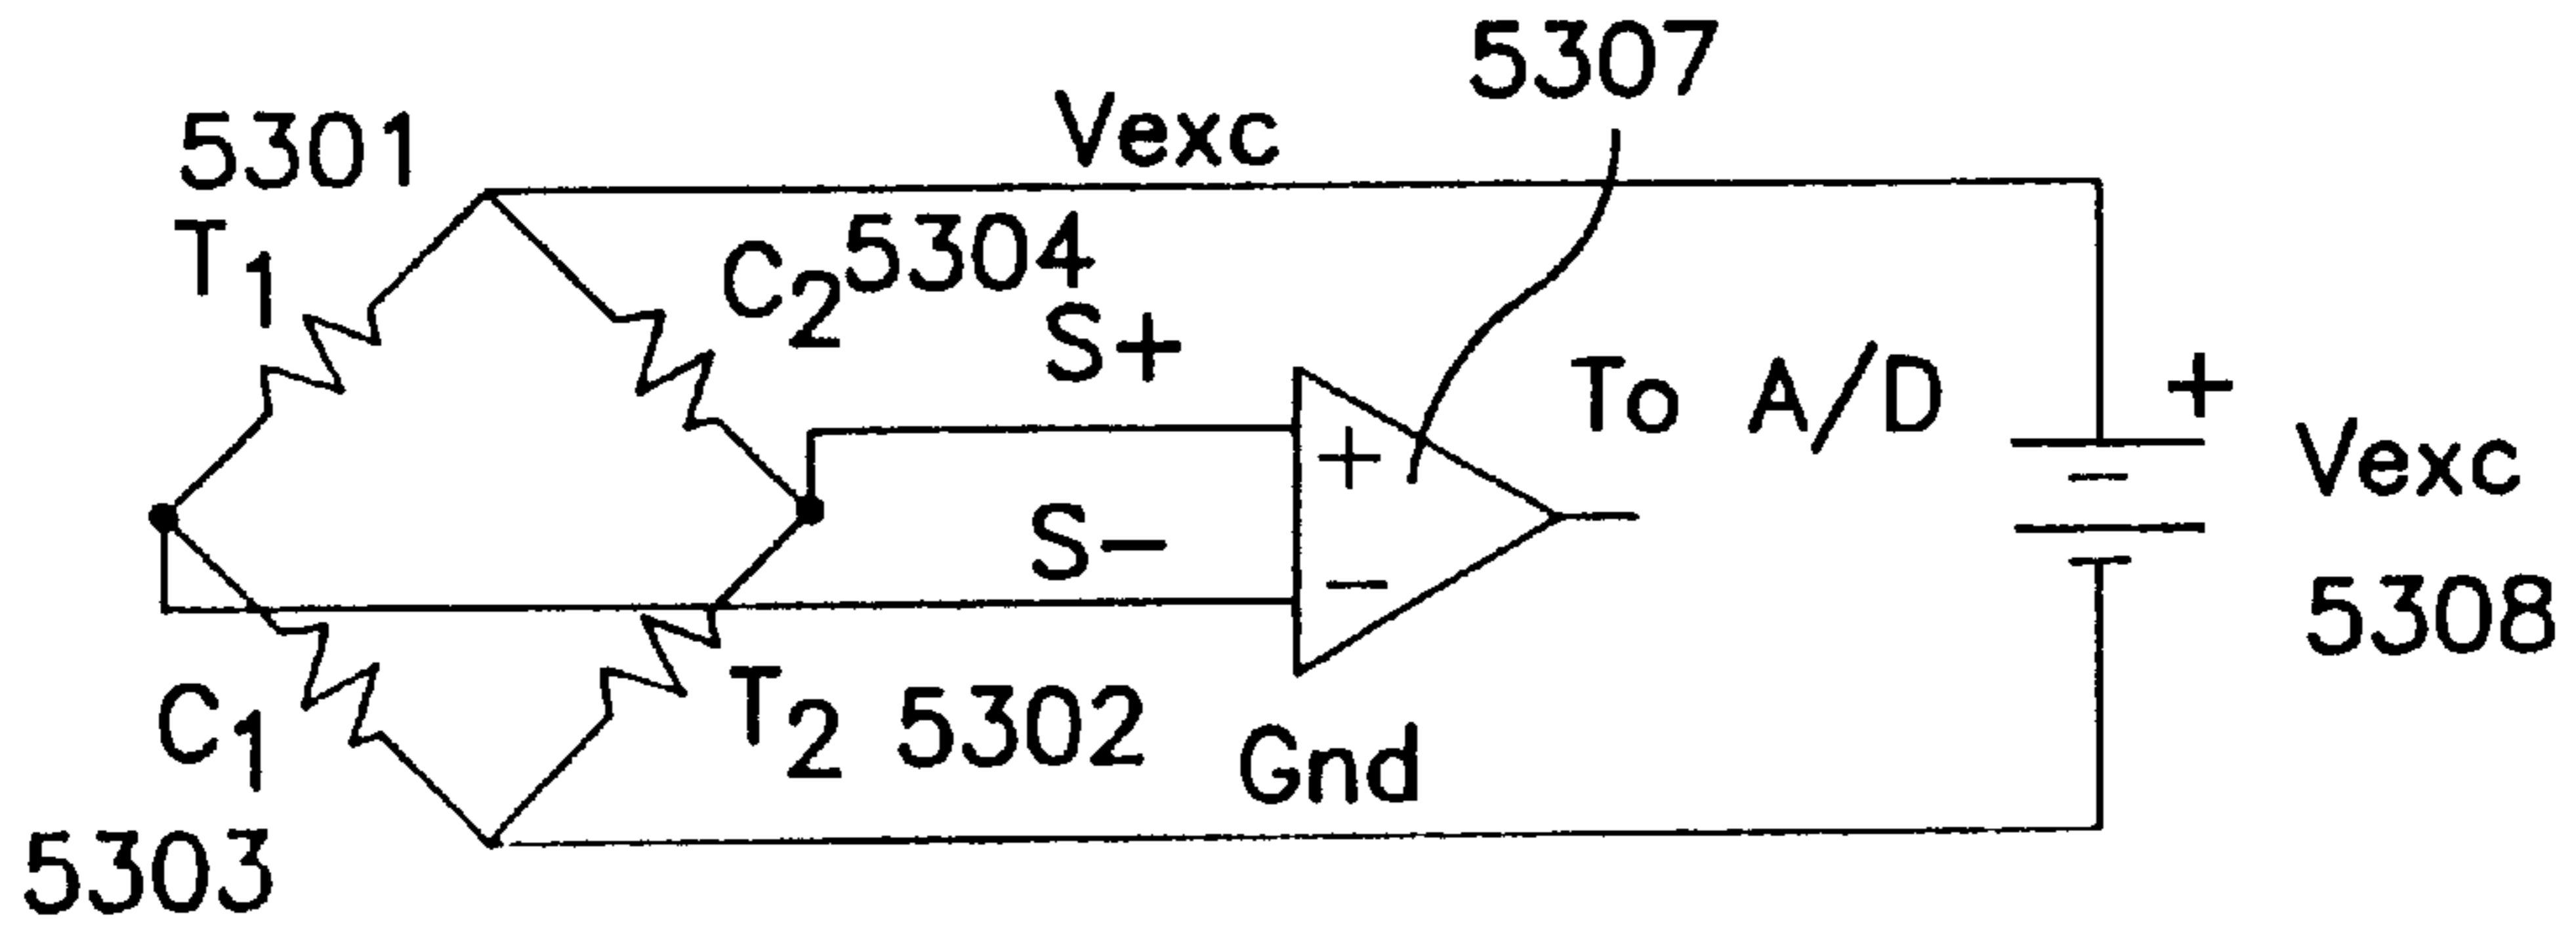 5307
Vexc
5301
T1
C2 5304
S+
To A/D
+
Vexc
+
S-
-
5308
T2 5302
C1
Gnd
5303